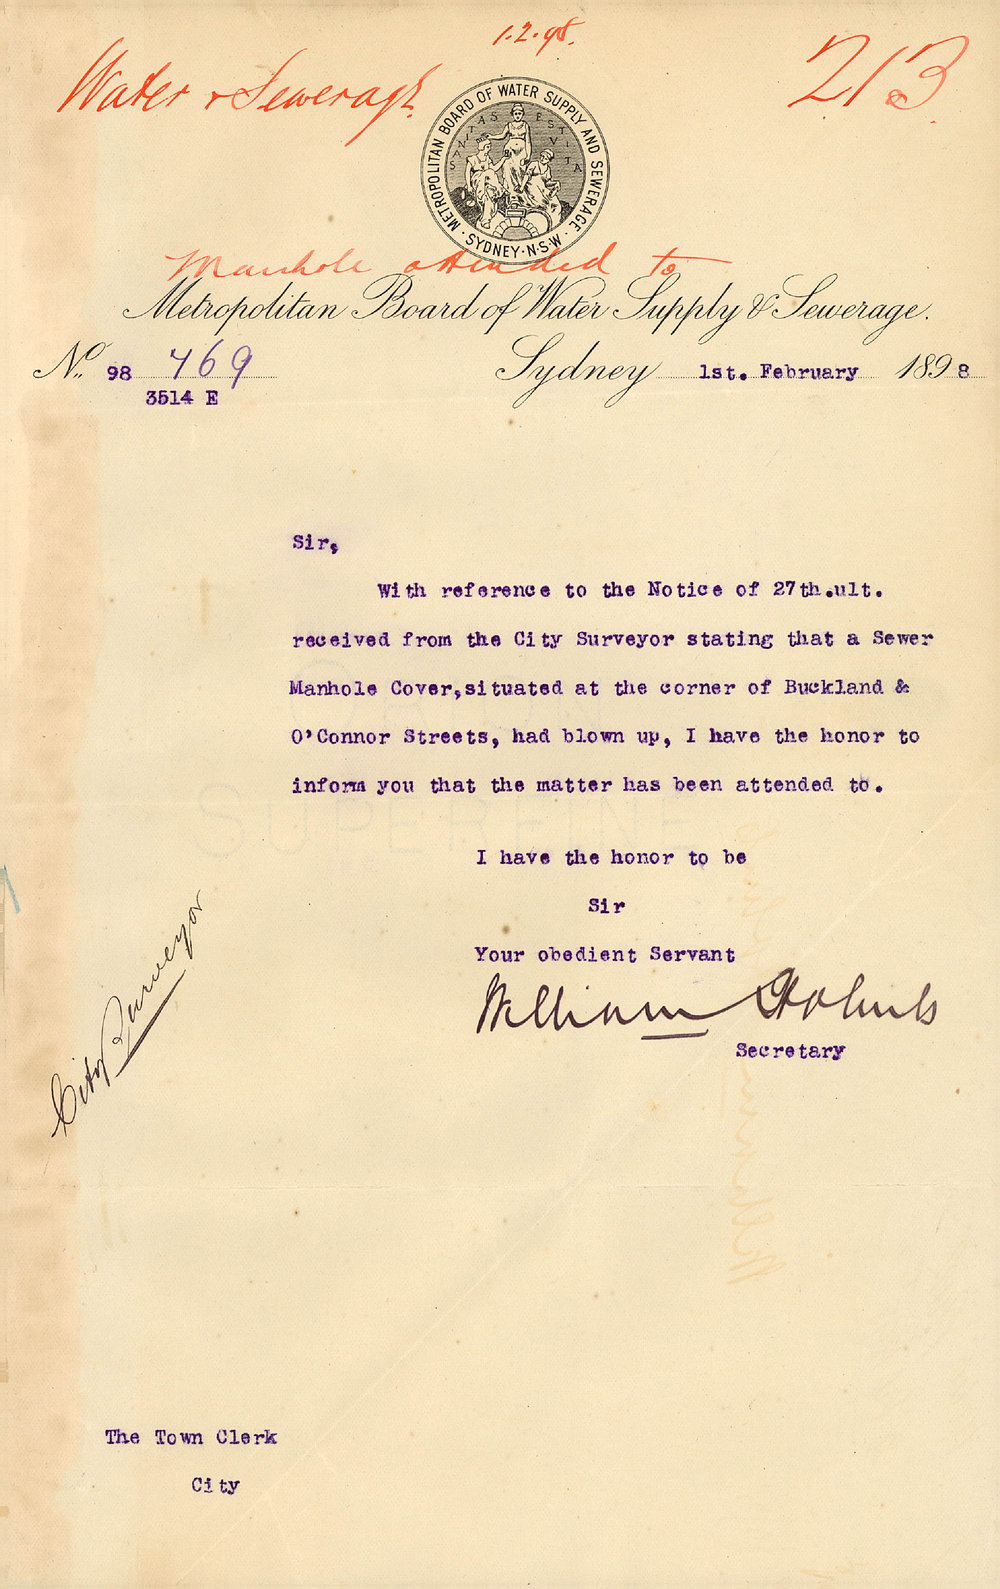 1.2.98.
Water & Sewerage
213
METROPOLITAN BOARD OF WATER SUPPLY AND SEWERAGE.
SANITAS EST VITA
· SYDNEY · N·S·W ·
Manhole attended to
Metropolitan Board of Water Supply & Sewerage.
No. 98 469
3514 E
Sydney 1st. February 1898
Sir,
With reference to the Notice of 27th.ult.
received from the City Surveyor stating that a Sewer
Manhole Cover,situated at the corner of Buckland &
O'Connor Streets, had blown up, I have the honor to
inform you that the matter has been attended to.
I have the honor to be
Sir
Your obedient Servant
William Holmes
Secretary
City Surveyor
The Town Clerk
City
SUPERFINE